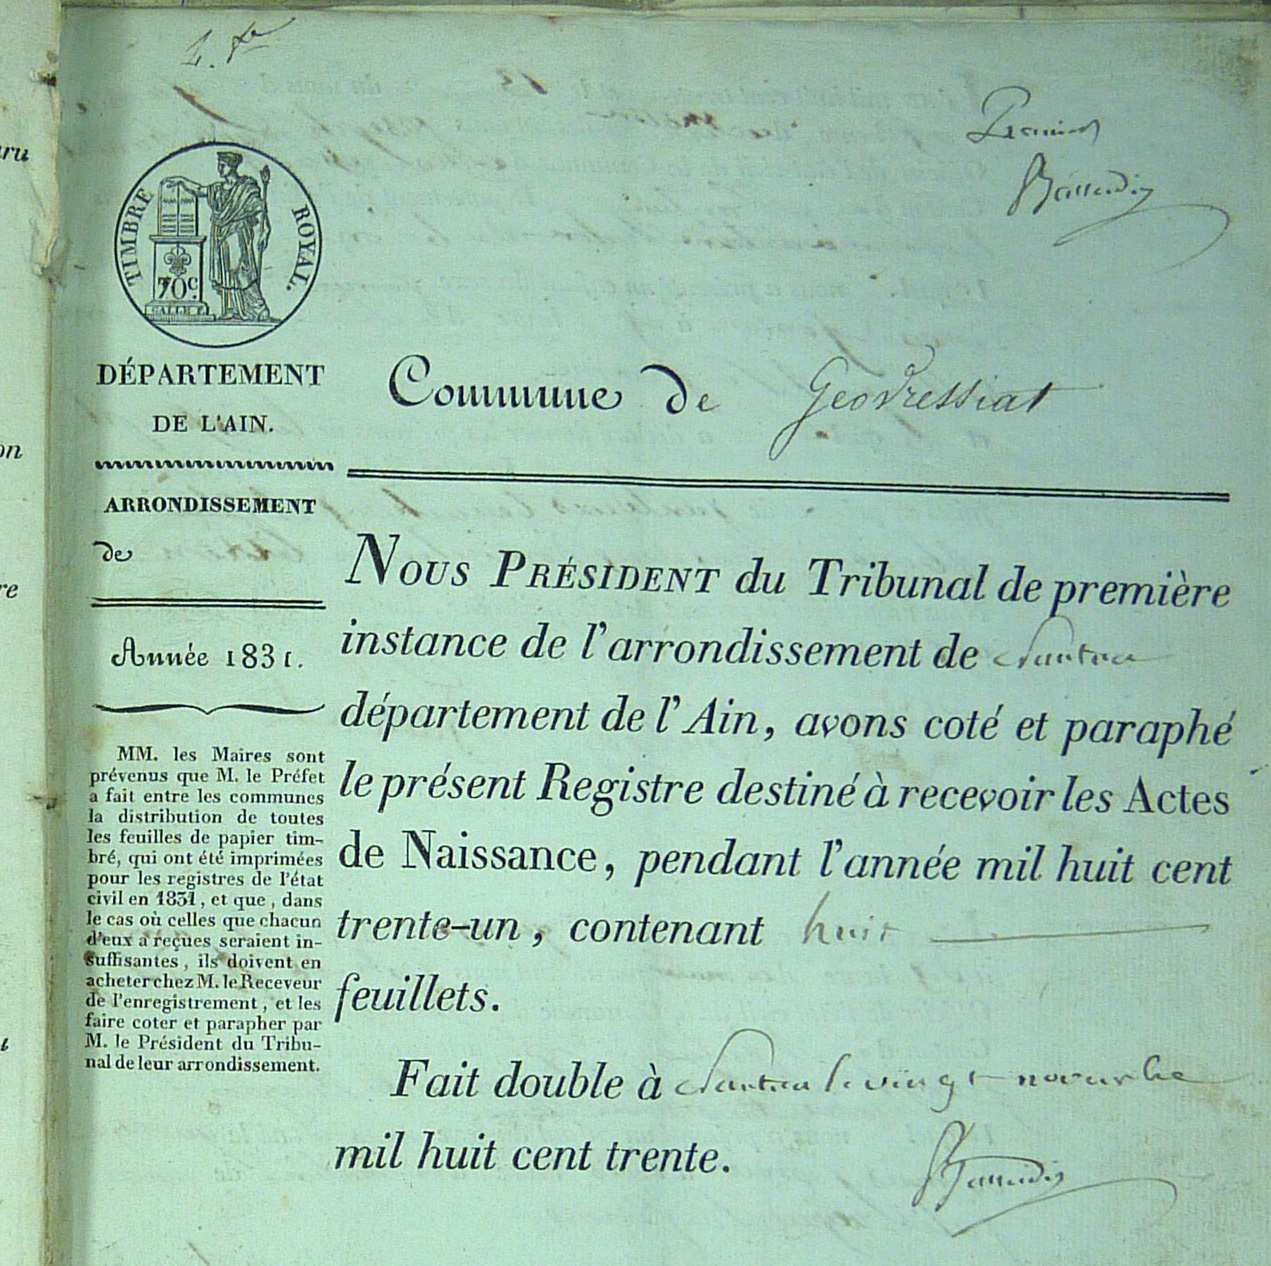 Premier
TIMBRE ROYAL.
70c
DÉPARTEMENT
DE L'AIN.
Commune de Geovressiat
ARRONDISSEMENT
de
Année 1831.
MM. les Maires sont
prévenus que M. le Préfet
a fait entre les communes
la distribution de toutes
les feuilles de papier tim-
bré, qui ont été imprimées
pour les registres de l'état
civil en 1831, et que, dans
le cas où celles que chacun
d'eux a reçues seraient in-
suffisantes, ils doivent en
acheter chez M. le Receveur
de l'enregistrement, et les
faire coter et parapher par
M. le Président du Tribu-
nal de leur arrondissement.
NOUS PRÉSIDENT du Tribunal de première
instance de l'arrondissement de Nantua
département de l'Ain, avons coté et paraphé
le présent Registre destiné à recevoir les Actes
de Naissance, pendant l'année mil huit cent
trente-un, contenant huit
feuillets.
Fait double à Nantua le vingt novembre
mil huit cent trente.